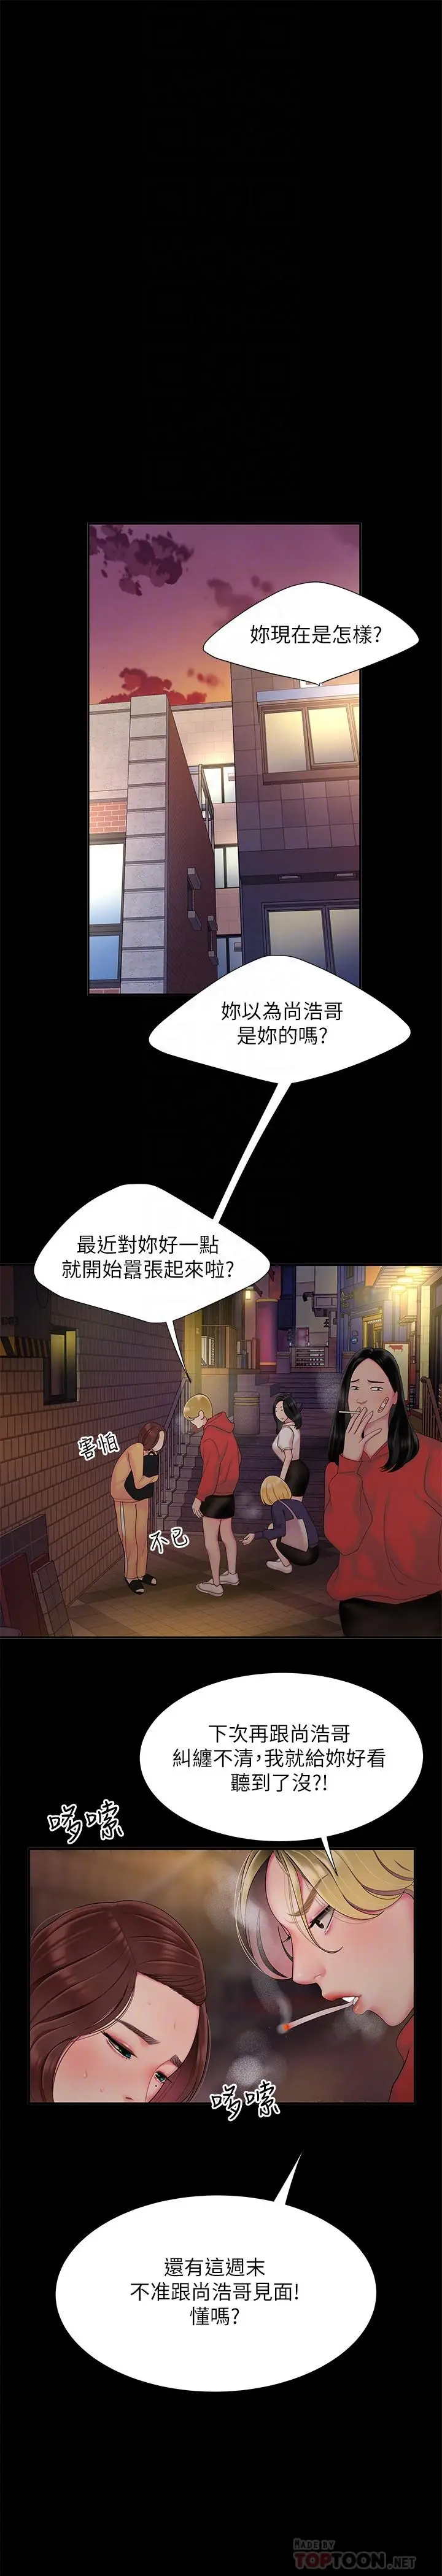 妳現在是怎樣?
妳以為尚浩哥
是妳的嗎?
最近對妳好一點
就開始囂張起來啦?
害怕
不已
下次再跟尚浩哥
糾纏不清,我就給妳好看
聽到了沒?!
哆嗦
哆嗦
還有這週末
不准跟尚浩哥見面!
懂嗎?
MADE BY
TOPTOON.NET